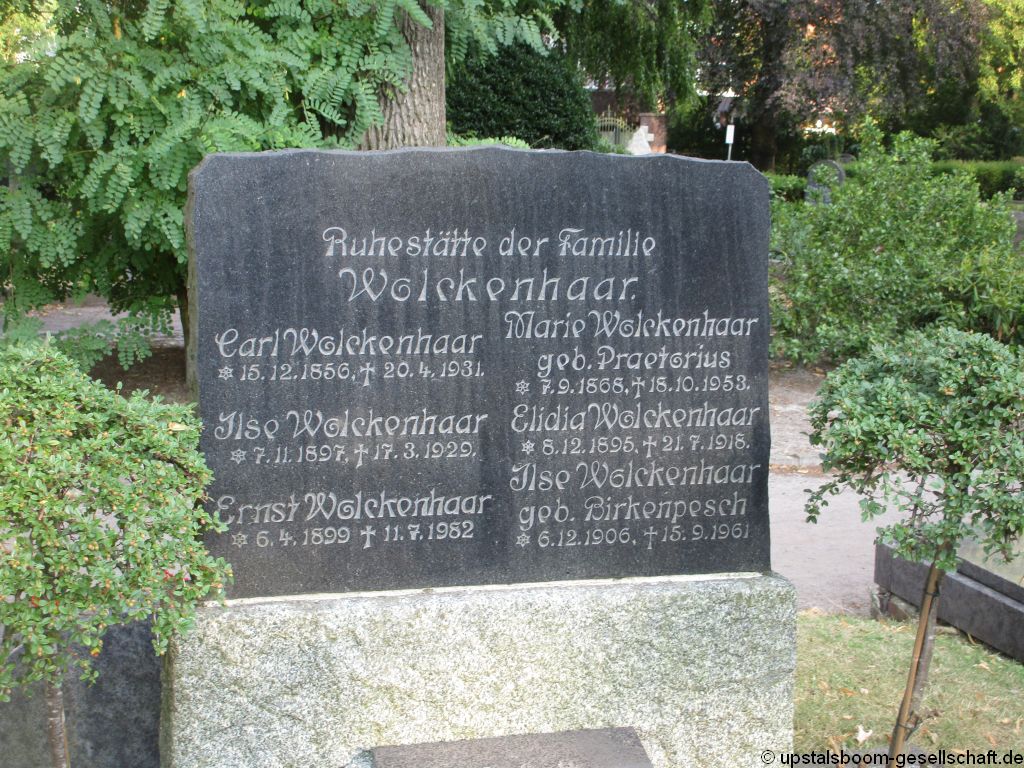 Ruhestätte der Familie
Wolckenhaar.
Carl Wolckenhaar
✡ 15.12.1856, † 20.4.1931.
Marie Wolckenhaar
geb. Praetorius
✡ 7.9.1868, † 18.10.1953.
Ilse Wolckenhaar
✡ 7.11.1897, † 17.3.1929.
Elidia Wolckenhaar
✡ 8.12.1895, † 21.7.1918.
Ernst Wolckenhaar
✡ 6.4.1899 † 11.7.1982
Ilse Wolckenhaar
geb. Birkenpesch
✡ 6.12.1906, † 15.9.1961
© upstalsboom-gesellschaft.de